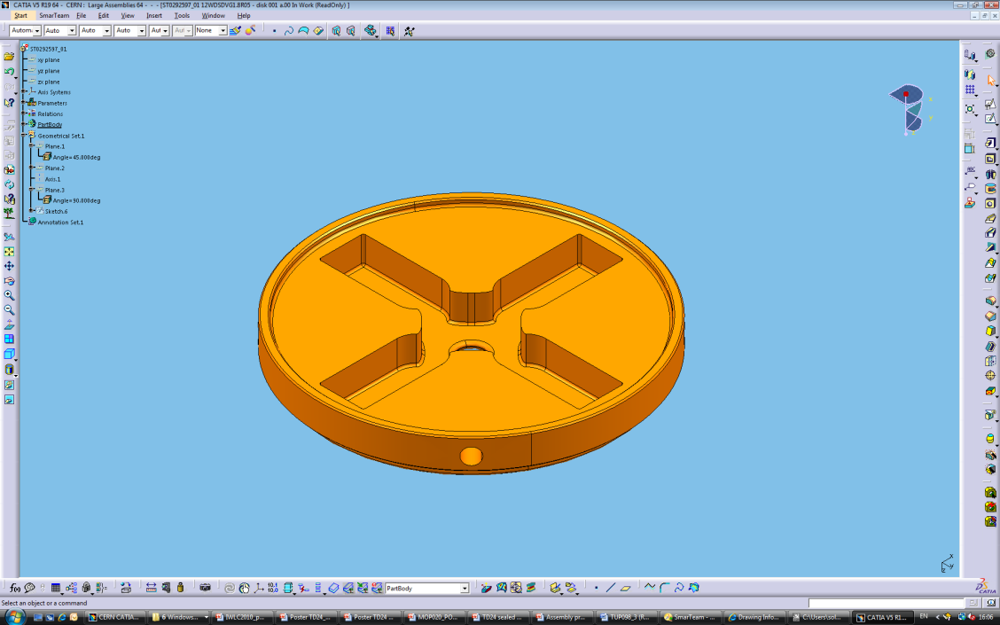 CATIA V5 R19 64 - CERN : Large Assemblies 64 - - - [ST0292597_01 12WDSDVG1.8R05 - disk 001 a.00 In Work (ReadOnly) ]
Start SmarTeam File Edit View Insert Tools Window Help
Autom. Auto Auto Auto Aut Aut None
ST0292597_01
xy plane
yz plane
zx plane
Axis Systems
Parameters
Relations
PartBody
Geometrical Set.1
Plane.1
Angle=45.000deg
Plane.2
Axis.1
Plane.3
Angle=90.000deg
Sketch.6
Annotation Set.1
PartBody
CATIA
Select an object or a command
CERN CATIA... 6 Windows... IWLC2010_p... Poster TD24_... Poster TD24 ... MOP020_PO... TD24 sealed ... Assembly pr... TUP098_3 (R... SmarTeam - ... Drawing Info... C:\Users\sol... CATIA V5 R1... EN 16:06